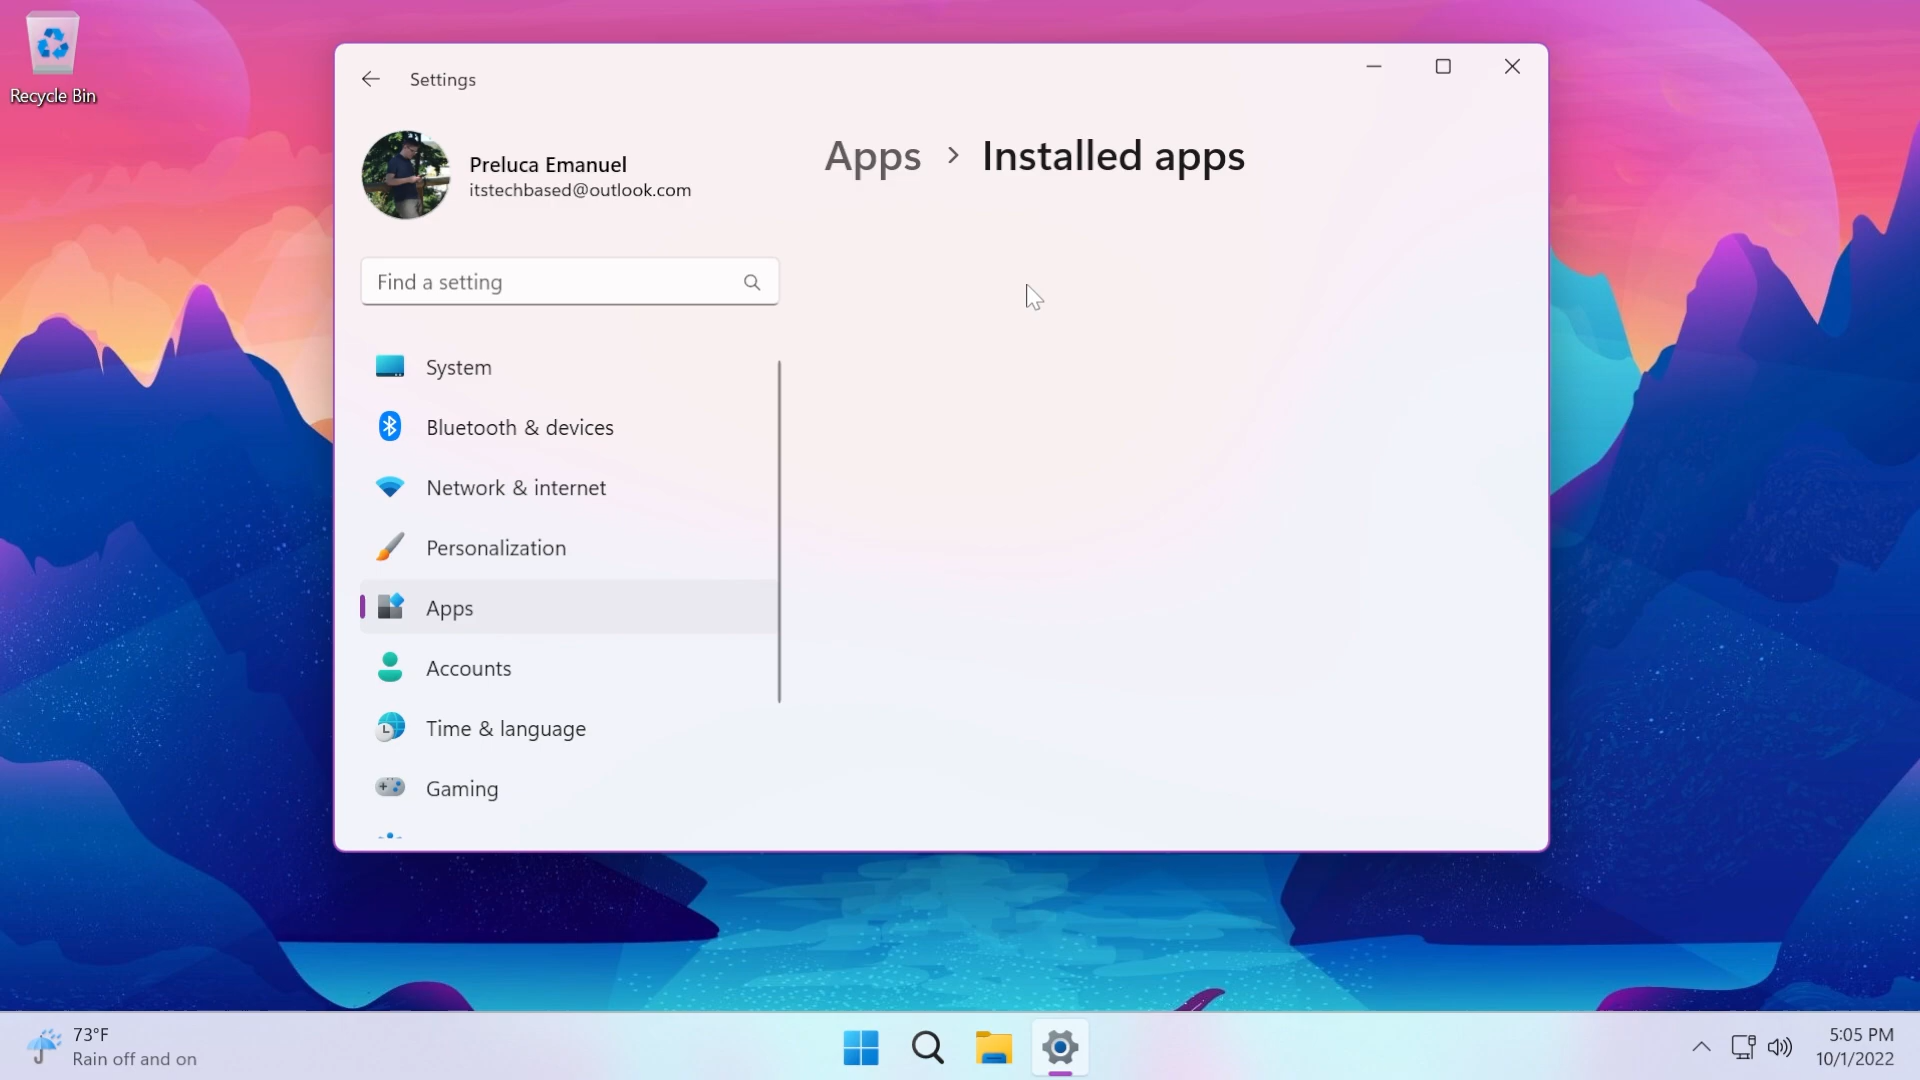 Recycle Bin
Settings
Preluca Emanuel
itstechbased@outlook.com
Find a setting
System
Bluetooth & devices
Network & internet
Personalization
Apps
Accounts
Time & language
Gaming
Apps > Installed apps
73°F
Rain off and on
5:05 PM
10/1/2022